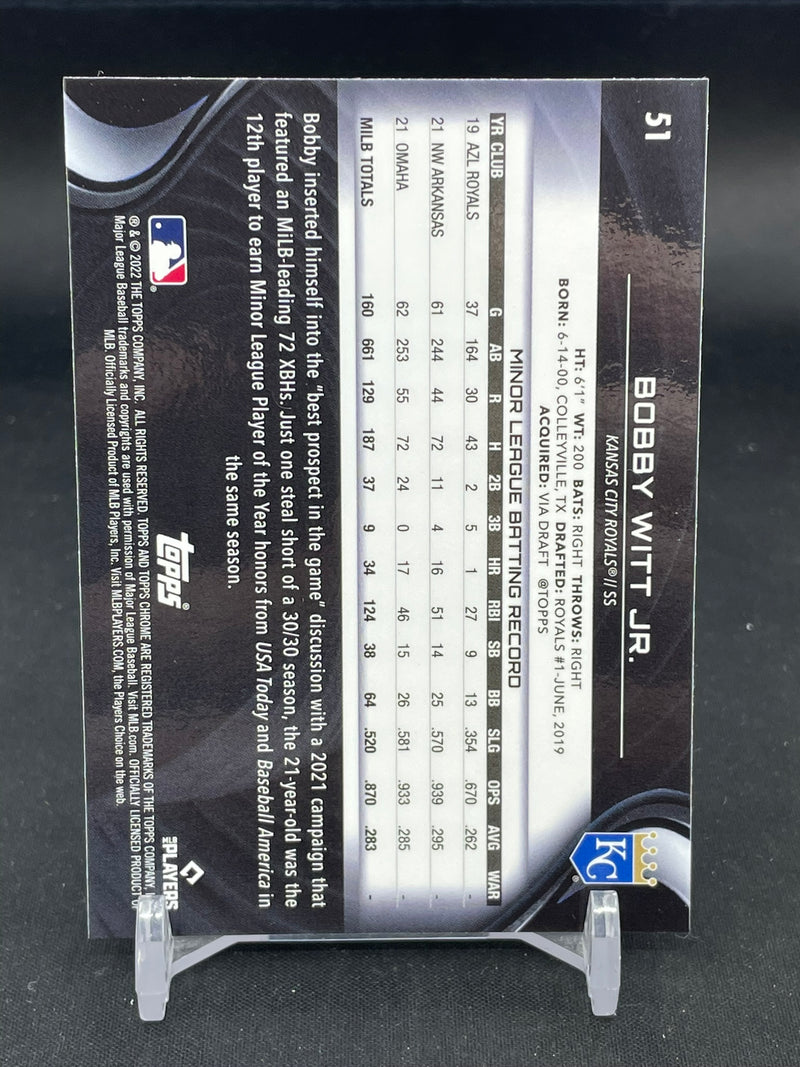 51
BOBBY WITT JR.
KANSAS CITY ROYALS® // SS
KC
®
HT: 6'1" WT: 200 BATS: RIGHT THROWS: RIGHT
BORN: 6-14-00, COLLEYVILLE, TX DRAFTED: ROYALS #1-JUNE, 2019
ACQUIRED: VIA DRAFT @TOPPS
MINOR LEAGUE BATTING RECORD
YR CLUB G AB R H 2B 3B HR RBI SB BB SLG OPS AVG WAR
19 AZL ROYALS 37 164 30 43 2 5 1 27 9 13 .354 .670 .262 -
21 NW ARKANSAS 61 244 44 72 11 4 16 51 14 25 .570 .939 .295 -
21 OMAHA 62 253 55 72 24 0 17 46 15 26 .581 .933 .285 -
MILB TOTALS 160 661 129 187 37 9 34 124 38 64 .520 .870 .283 -
Bobby inserted himself into the "best prospect in the game" discussion with a 2021 campaign that
featured an MiLB-leading 72 XBHs. Just one steal short of a 30/30 season, the 21-year-old was the
12th player to earn Minor League Player of the Year honors from USA Today and Baseball America in
the same season.
®
topps®
MLB PLAYERS
® & © 2022 THE TOPPS COMPANY, INC. ALL RIGHTS RESERVED. TOPPS AND TOPPS CHROME ARE REGISTERED TRADEMARKS OF THE TOPPS COMPANY,
Major League Baseball trademarks and copyrights are used with permission of Major League Baseball. Visit MLB.com. OFFICIALLY LICENSED PRODUCT OF
MLB Officially Licensed Product of MLB Players, Inc. Visit MLBPLAYERS.COM, the Players Choice on the web.